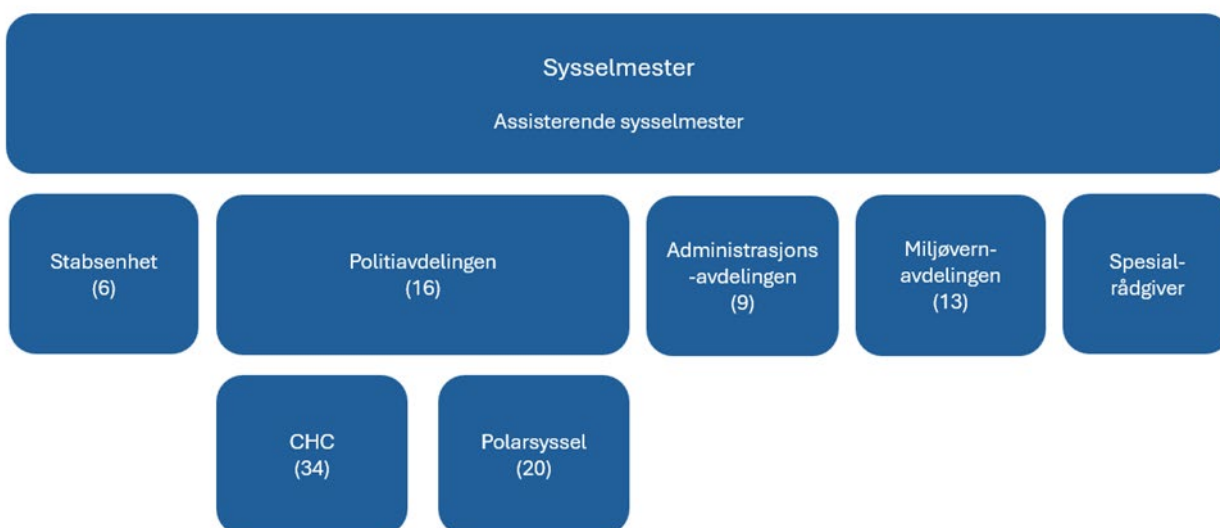 Sysselmester
Assisterende sysselmester
Stabsenhet
(6)
Politiavdelingen
(16)
Administrasjons
-avdelingen
(9)
Miljøvern-
avdelingen
(13)
Spesial-
rådgiver
CHC
(34)
Polarsyssel
(20)